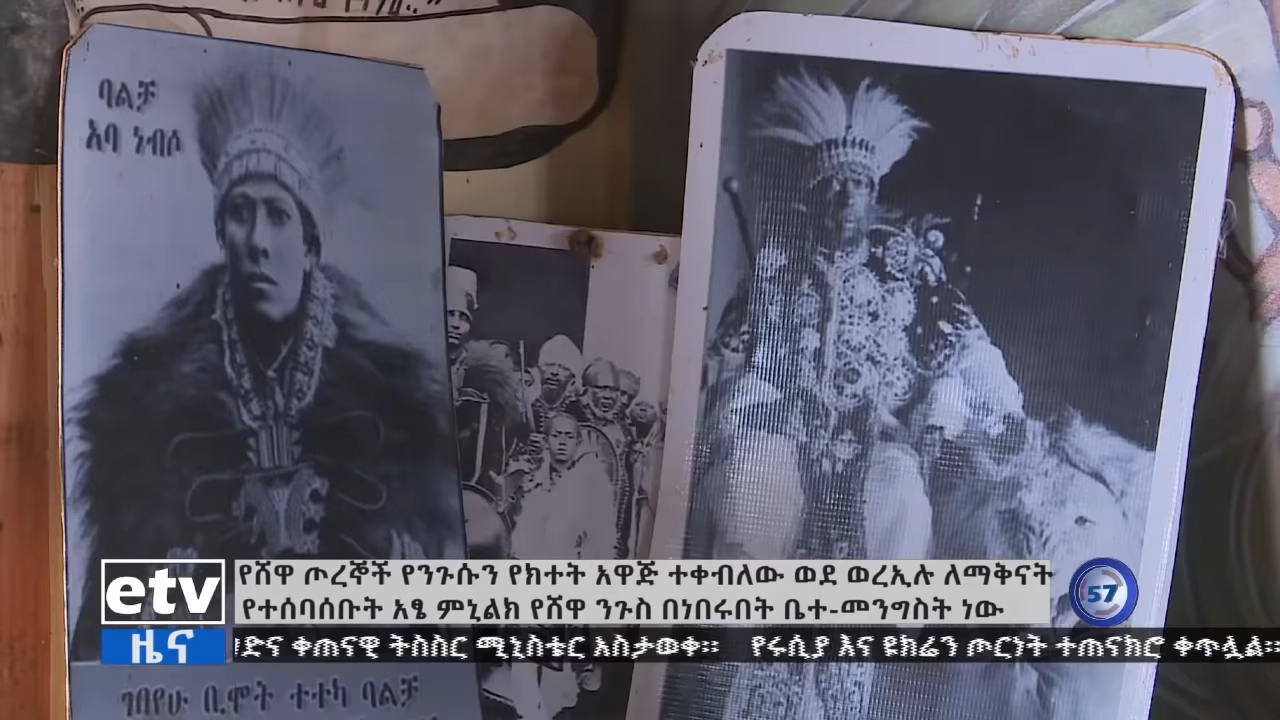 ባልቻ
አባ ነብሶ
etv
ዜና
የሸዋ ጦረኞች የንጉሱን የክተት አዋጅ ተቀብለው ወደ ወረኢሉ ለማቅናት
የተሰባሰቡት አፄ ምኒልክ የሸዋ ንጉስ በነበሩበት ቤተ-መንግስት ነው
57
ቀጠናዊ ትስስር ሚኒስቴር አስታወቀ። የሩሲያ እና ዩክሬን ጦርነት ተጠናክሮ ቀጥሏል።
ገበየሁ ቢሞት ተተካ ባልቻ